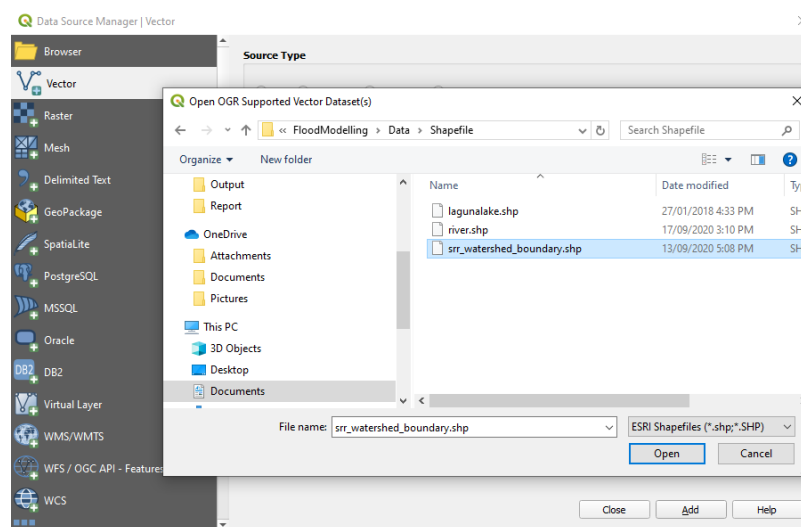 Data Source Manager | Vector
Browser
Vector
Raster
Mesh
Delimited Text
GeoPackage
SpatiaLite
PostgreSQL
MSSQL
Oracle
DB2
DB2
Virtual Layer
WMS/WMTS
WFS / OGC API - Features
WCS
Source Type
Open OGR Supported Vector Dataset(s)
« FloodModelling > Data > Shapefile
Search Shapefile
Organize
New folder
Output
Report
OneDrive
Attachments
Documents
Pictures
This PC
3D Objects
Desktop
Documents
Name Date modified Ty
lagunalake.shp 27/01/2018 4:33 PM SH
river.shp 17/09/2020 3:10 PM SH
srr_watershed_boundary.shp 13/09/2020 5:08 PM SH
File name: srr_watershed_boundary.shp ESRI Shapefiles (*.shp;*.SHP)
Open Cancel
Close Add Help